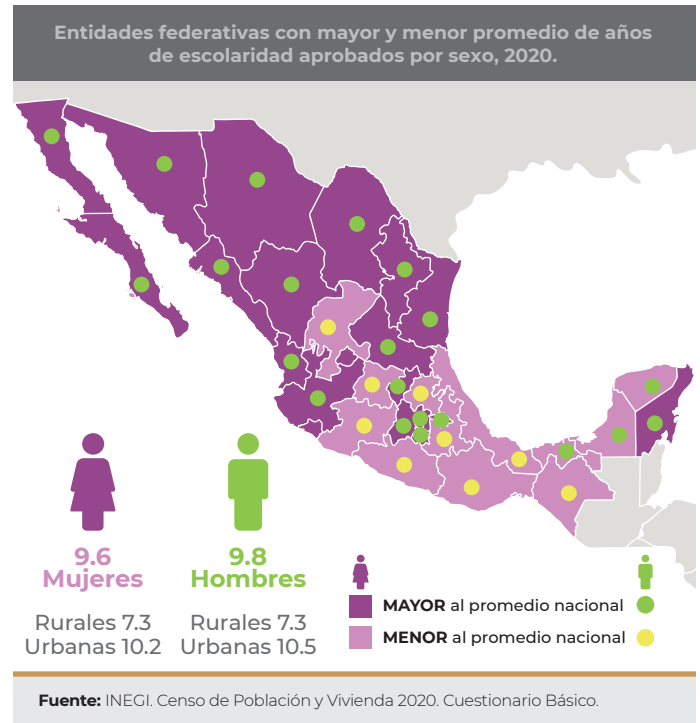 Entidades federativas con mayor y menor promedio de años
de escolaridad aprobados por sexo, 2020.
9.6
Mujeres
Rurales 7.3
Urbanas 10.2
9.8
Hombres
Rurales 7.3
Urbanas 10.5
MAYOR al promedio nacional
MENOR al promedio nacional
Fuente: INEGI. Censo de Población y Vivienda 2020. Cuestionario Básico.